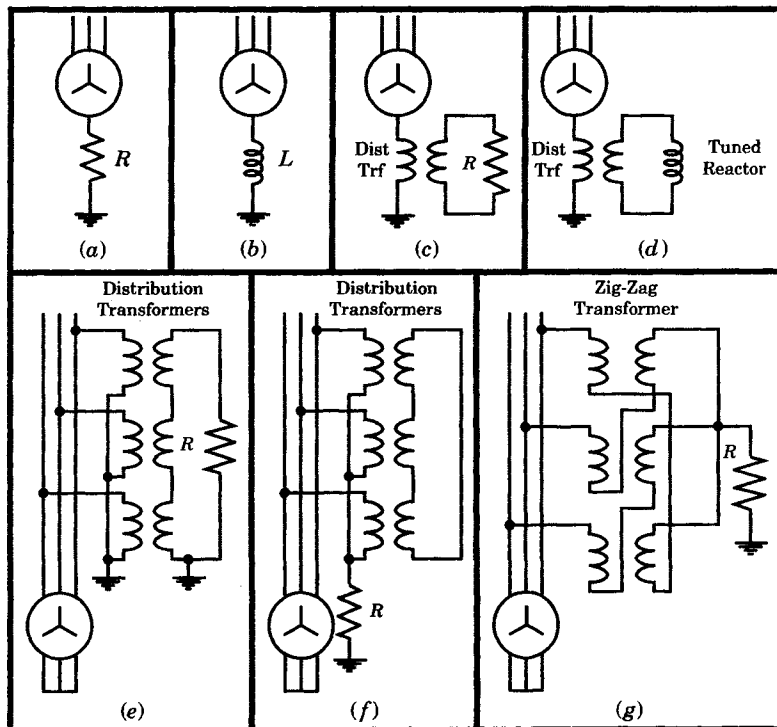 R
(a)
L
(b)
Dist
Trf
R
(c)
Dist
Trf
Tuned
Reactor
(d)
Distribution
Transformers
R
(e)
Distribution
Transformers
R
(f)
Zig-Zag
Transformer
R
(g)